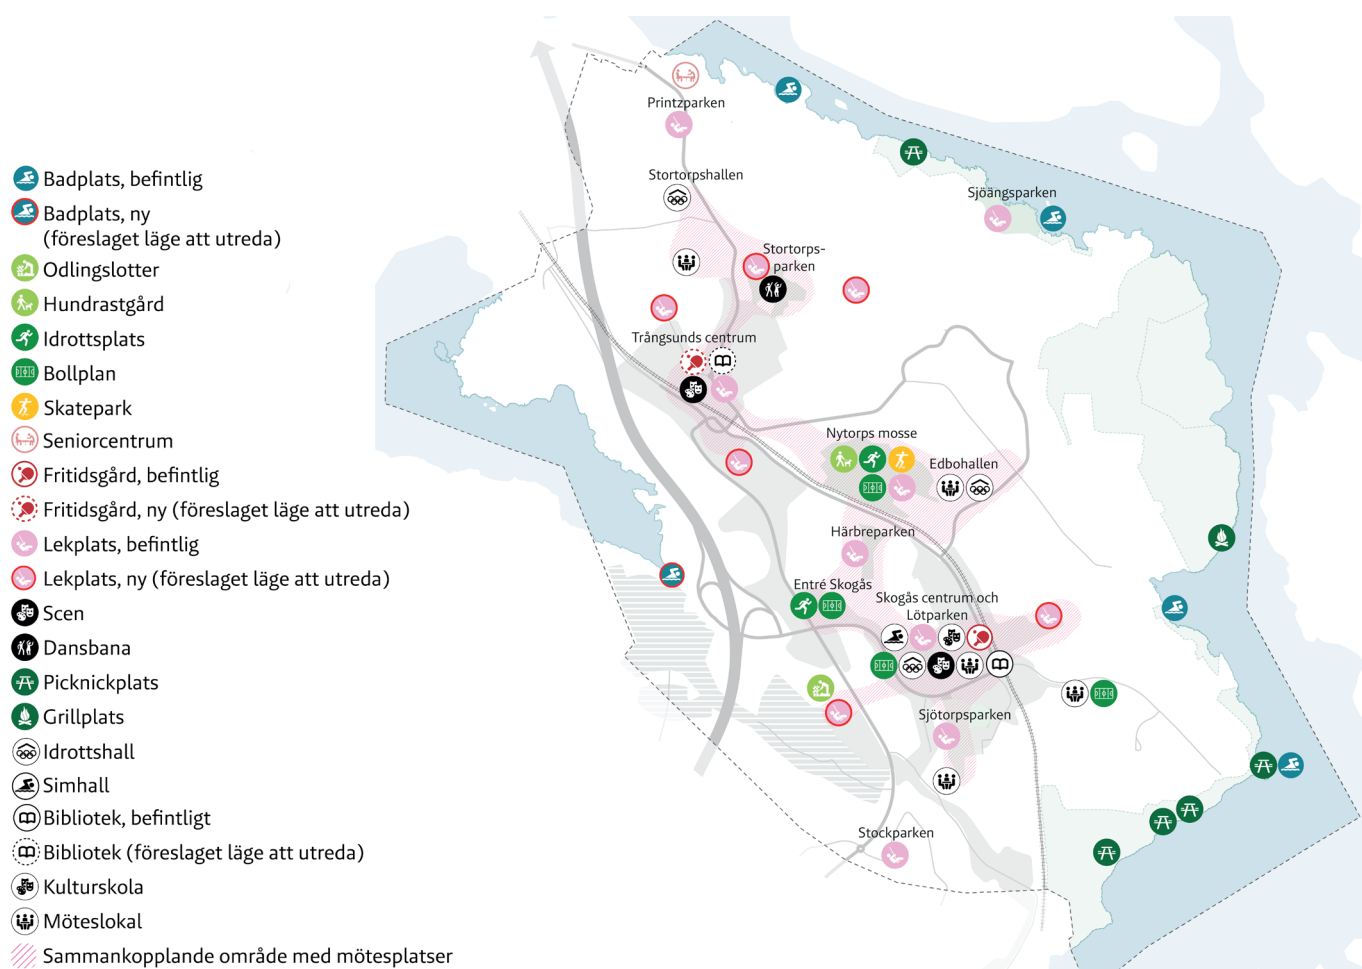 Badplats, befintlig
Badplats, ny
(föreslaget läge att utreda)
Odlingslotter
Hundrastgård
Idrottsplats
Bollplan
Skatepark
Seniorcentrum
Fritidsgård, befintlig
Fritidsgård, ny (föreslaget läge att utreda)
Lekplats, befintlig
Lekplats, ny (föreslaget läge att utreda)
Scen
Dansbana
Picknickplats
Grillplats
Idrottshall
Simhall
Bibliotek, befintligt
Bibliotek (föreslaget läge att utreda)
Kulturskola
Möteslokal
Sammankopplande område med mötesplatser
Printzparken
Stortorpshallen
Sjöängsparken
Stortorps-
parken
Trångsunds centrum
Nytorps mosse
Edbohallen
Härbreparken
Entré Skogås
Skogås centrum och
Lötparken
Sjötorpsparken
Stockparken